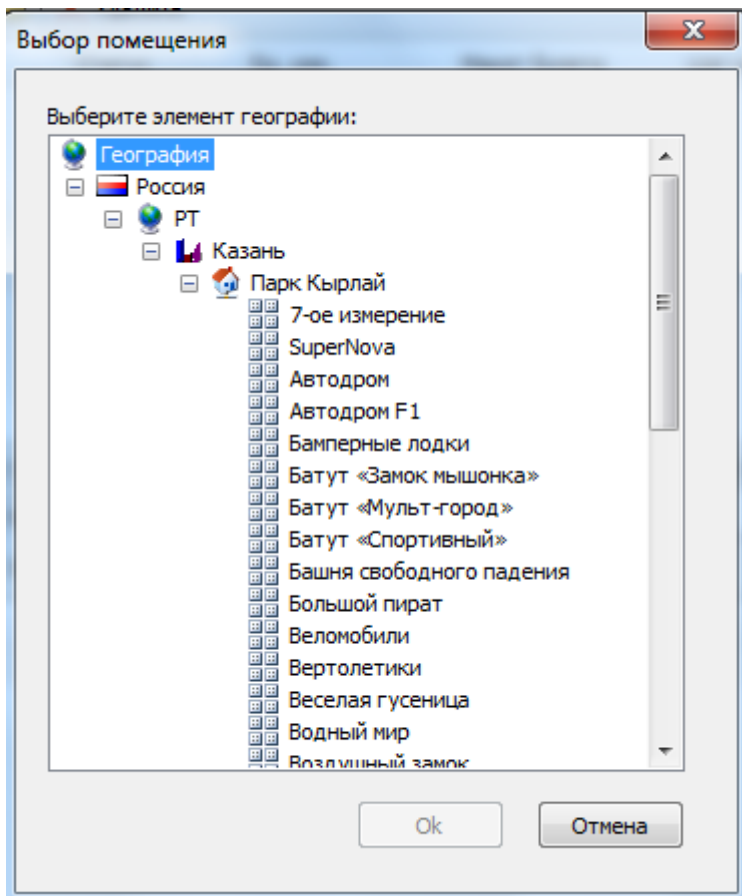 Выбор помещения
Выберите элемент географии:
География
Россия
РТ
Казань
Парк Кырлай
7-ое измерение
SuperNova
Автодром
Автодром F1
Бамперные лодки
Батут «Замок мышонка»
Батут «Мульт-город»
Батут «Спортивный»
Башня свободного падения
Большой пират
Веломобили
Вертолетики
Веселая гусеница
Водный мир
Воздушный замок
Ok
Отмена